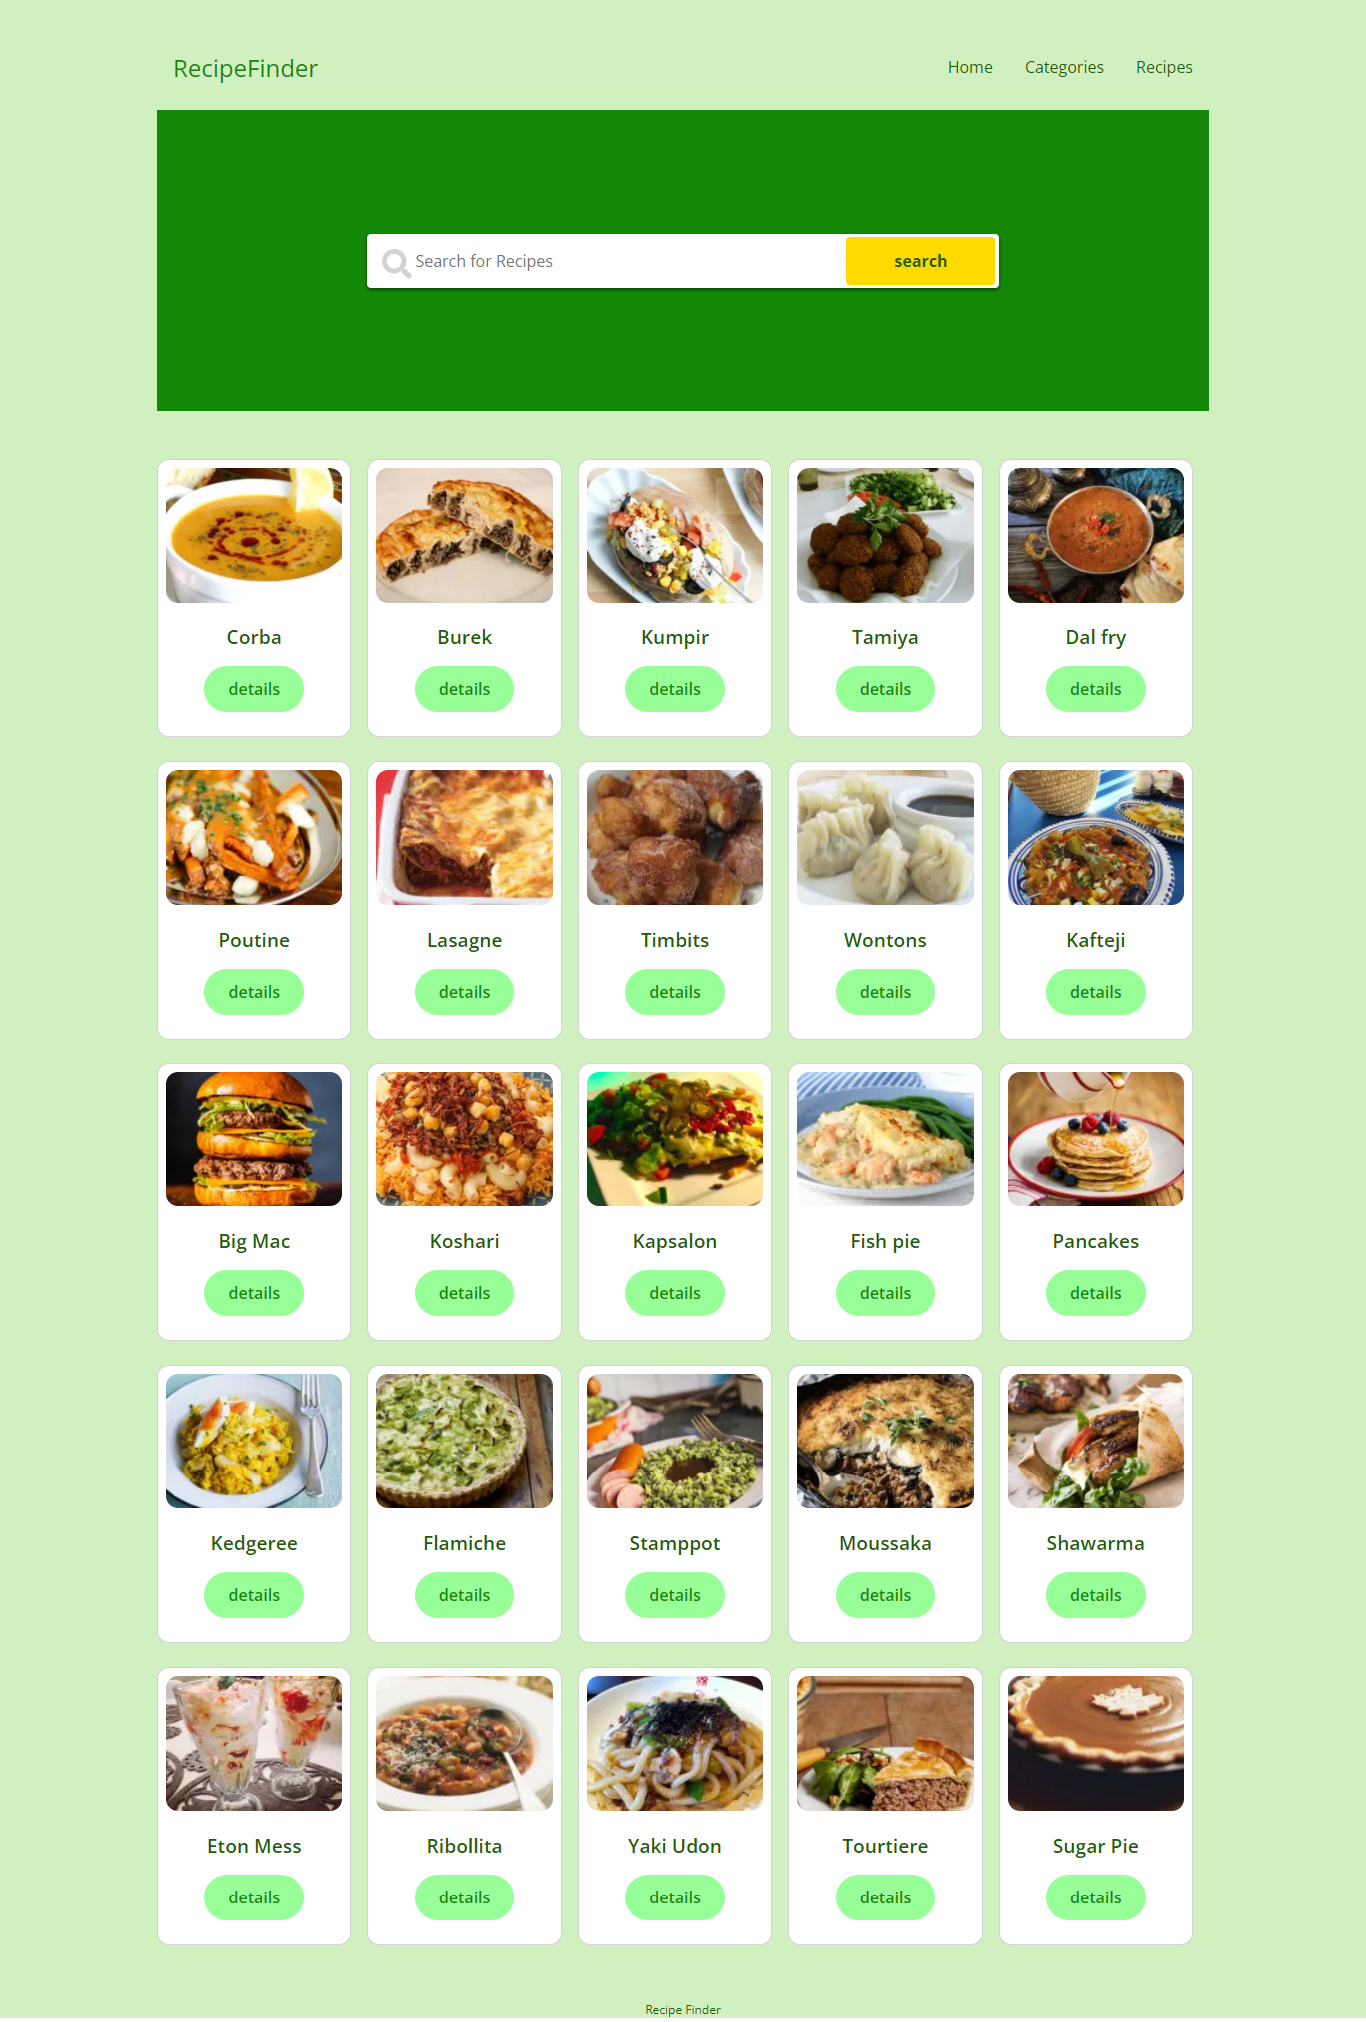 RecipeFinder
Home Categories Recipes
Search for Recipes search
Corba Burek Kumpir Tamiya Dal fry
details details details details details
Poutine Lasagne Timbits Wontons Kafteji
details details details details details
Big Mac Koshari Kapsalon Fish pie Pancakes
details details details details details
Kedgeree Flamiche Stamppot Moussaka Shawarma
details details details details details
Eton Mess Ribollita Yaki Udon Tourtiere Sugar Pie
details details details details details
Recipe Finder